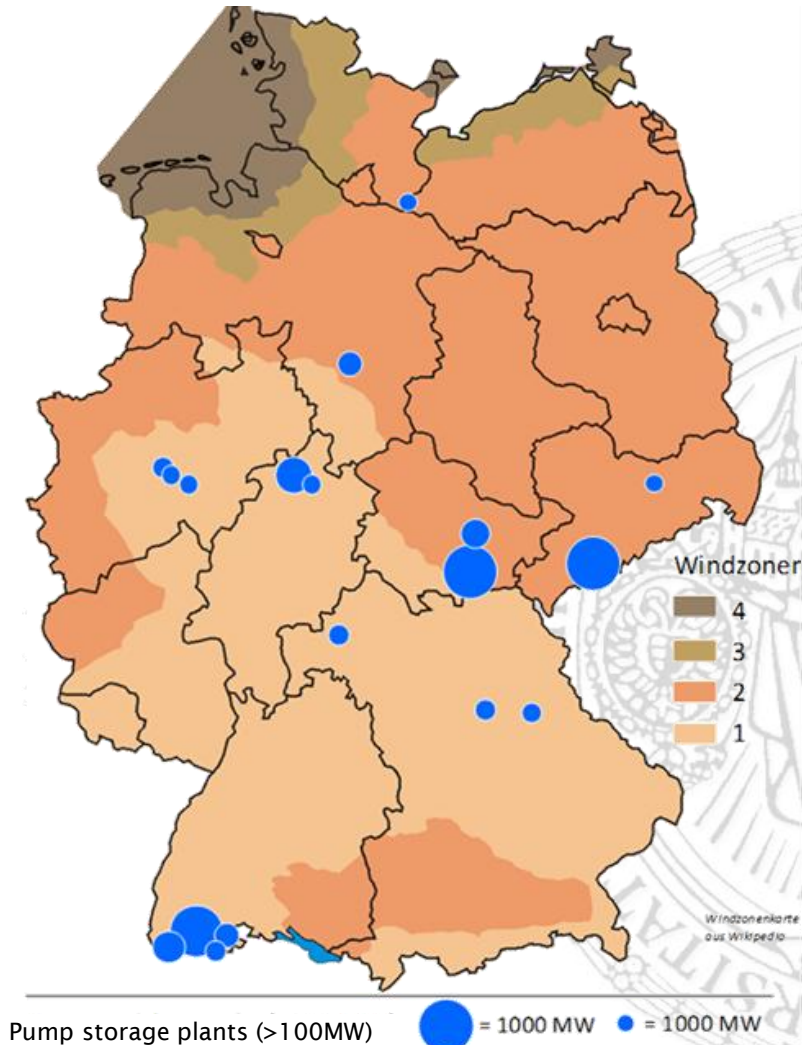 Windzonen
4
3
2
1
Windzonenkarte
aus Wikipedia
Pump storage plants (>100MW)
= 1000 MW
= 1000 MW